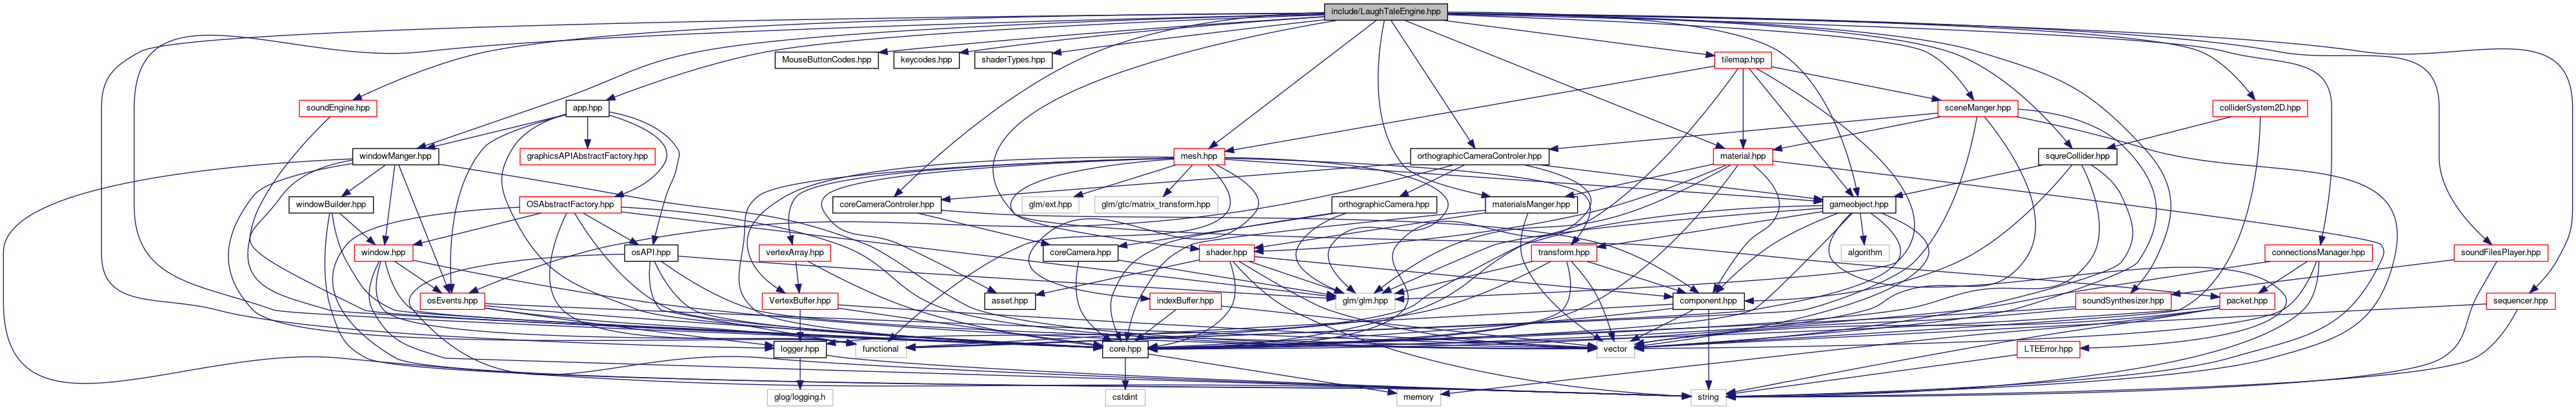 include/LaughTaleEngine.hpp
MouseButtonCodes.hpp
keycodes.hpp
shaderTypes.hpp
tilemap.hpp
soundEngine.hpp
app.hpp
sceneManger.hpp
colliderSystem2D.hpp
graphicsAPIAbstractFactory.hpp
windowManger.hpp
mesh.hpp
orthographicCameraControler.hpp
material.hpp
squreCollider.hpp
windowBuilder.hpp
OSAbstractFactory.hpp
coreCameraControler.hpp
glm/ext.hpp
glm/gtc/matrix_transform.hpp
orthographicCamera.hpp
materialsManger.hpp
gameobject.hpp
window.hpp
osAPI.hpp
vertexArray.hpp
coreCamera.hpp
shader.hpp
transform.hpp
algorithm
connectionsManager.hpp
soundFilesPlayer.hpp
osEvents.hpp
VertexBuffer.hpp
asset.hpp
indexBuffer.hpp
glm/glm.hpp
component.hpp
soundSynthesizer.hpp
packet.hpp
sequencer.hpp
logger.hpp
functional
core.hpp
vector
LTEError.hpp
glog/logging.h
cstdint
memory
string